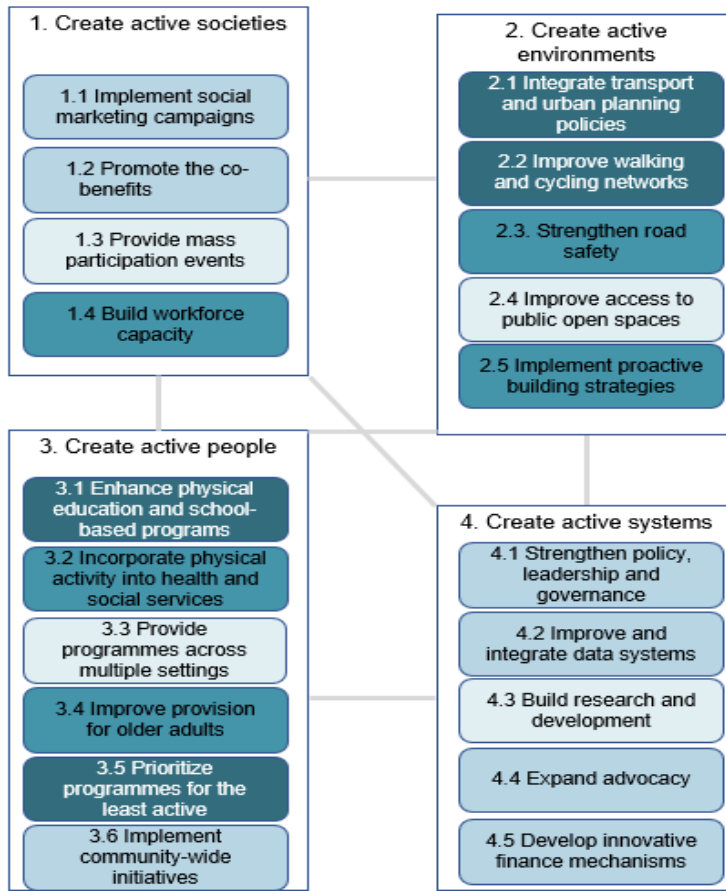 1. Create active societies
1.1 Implement social
marketing campaigns
1.2 Promote the co-
benefits
1.3 Provide mass
participation events
1.4 Build workforce
capacity
2. Create active
environments
2.1 Integrate transport
and urban planning
policies
2.2 Improve walking
and cycling networks
2.3. Strengthen road
safety
2.4 Improve access to
public open spaces
2.5 Implement proactive
building strategies
3. Create active people
3.1 Enhance physical
education and school-
based programs
3.2 Incorporate physical
activity into health and
social services
3.3 Provide
programmes across
multiple settings
3.4 Improve provision
for older adults
3.5 Prioritize
programmes for the
least active
3.6 Implement
community-wide
initiatives
4. Create active systems
4.1 Strengthen policy,
leadership and
governance
4.2 Improve and
integrate data systems
4.3 Build research and
development
4.4 Expand advocacy
4.5 Develop innovative
finance mechanisms